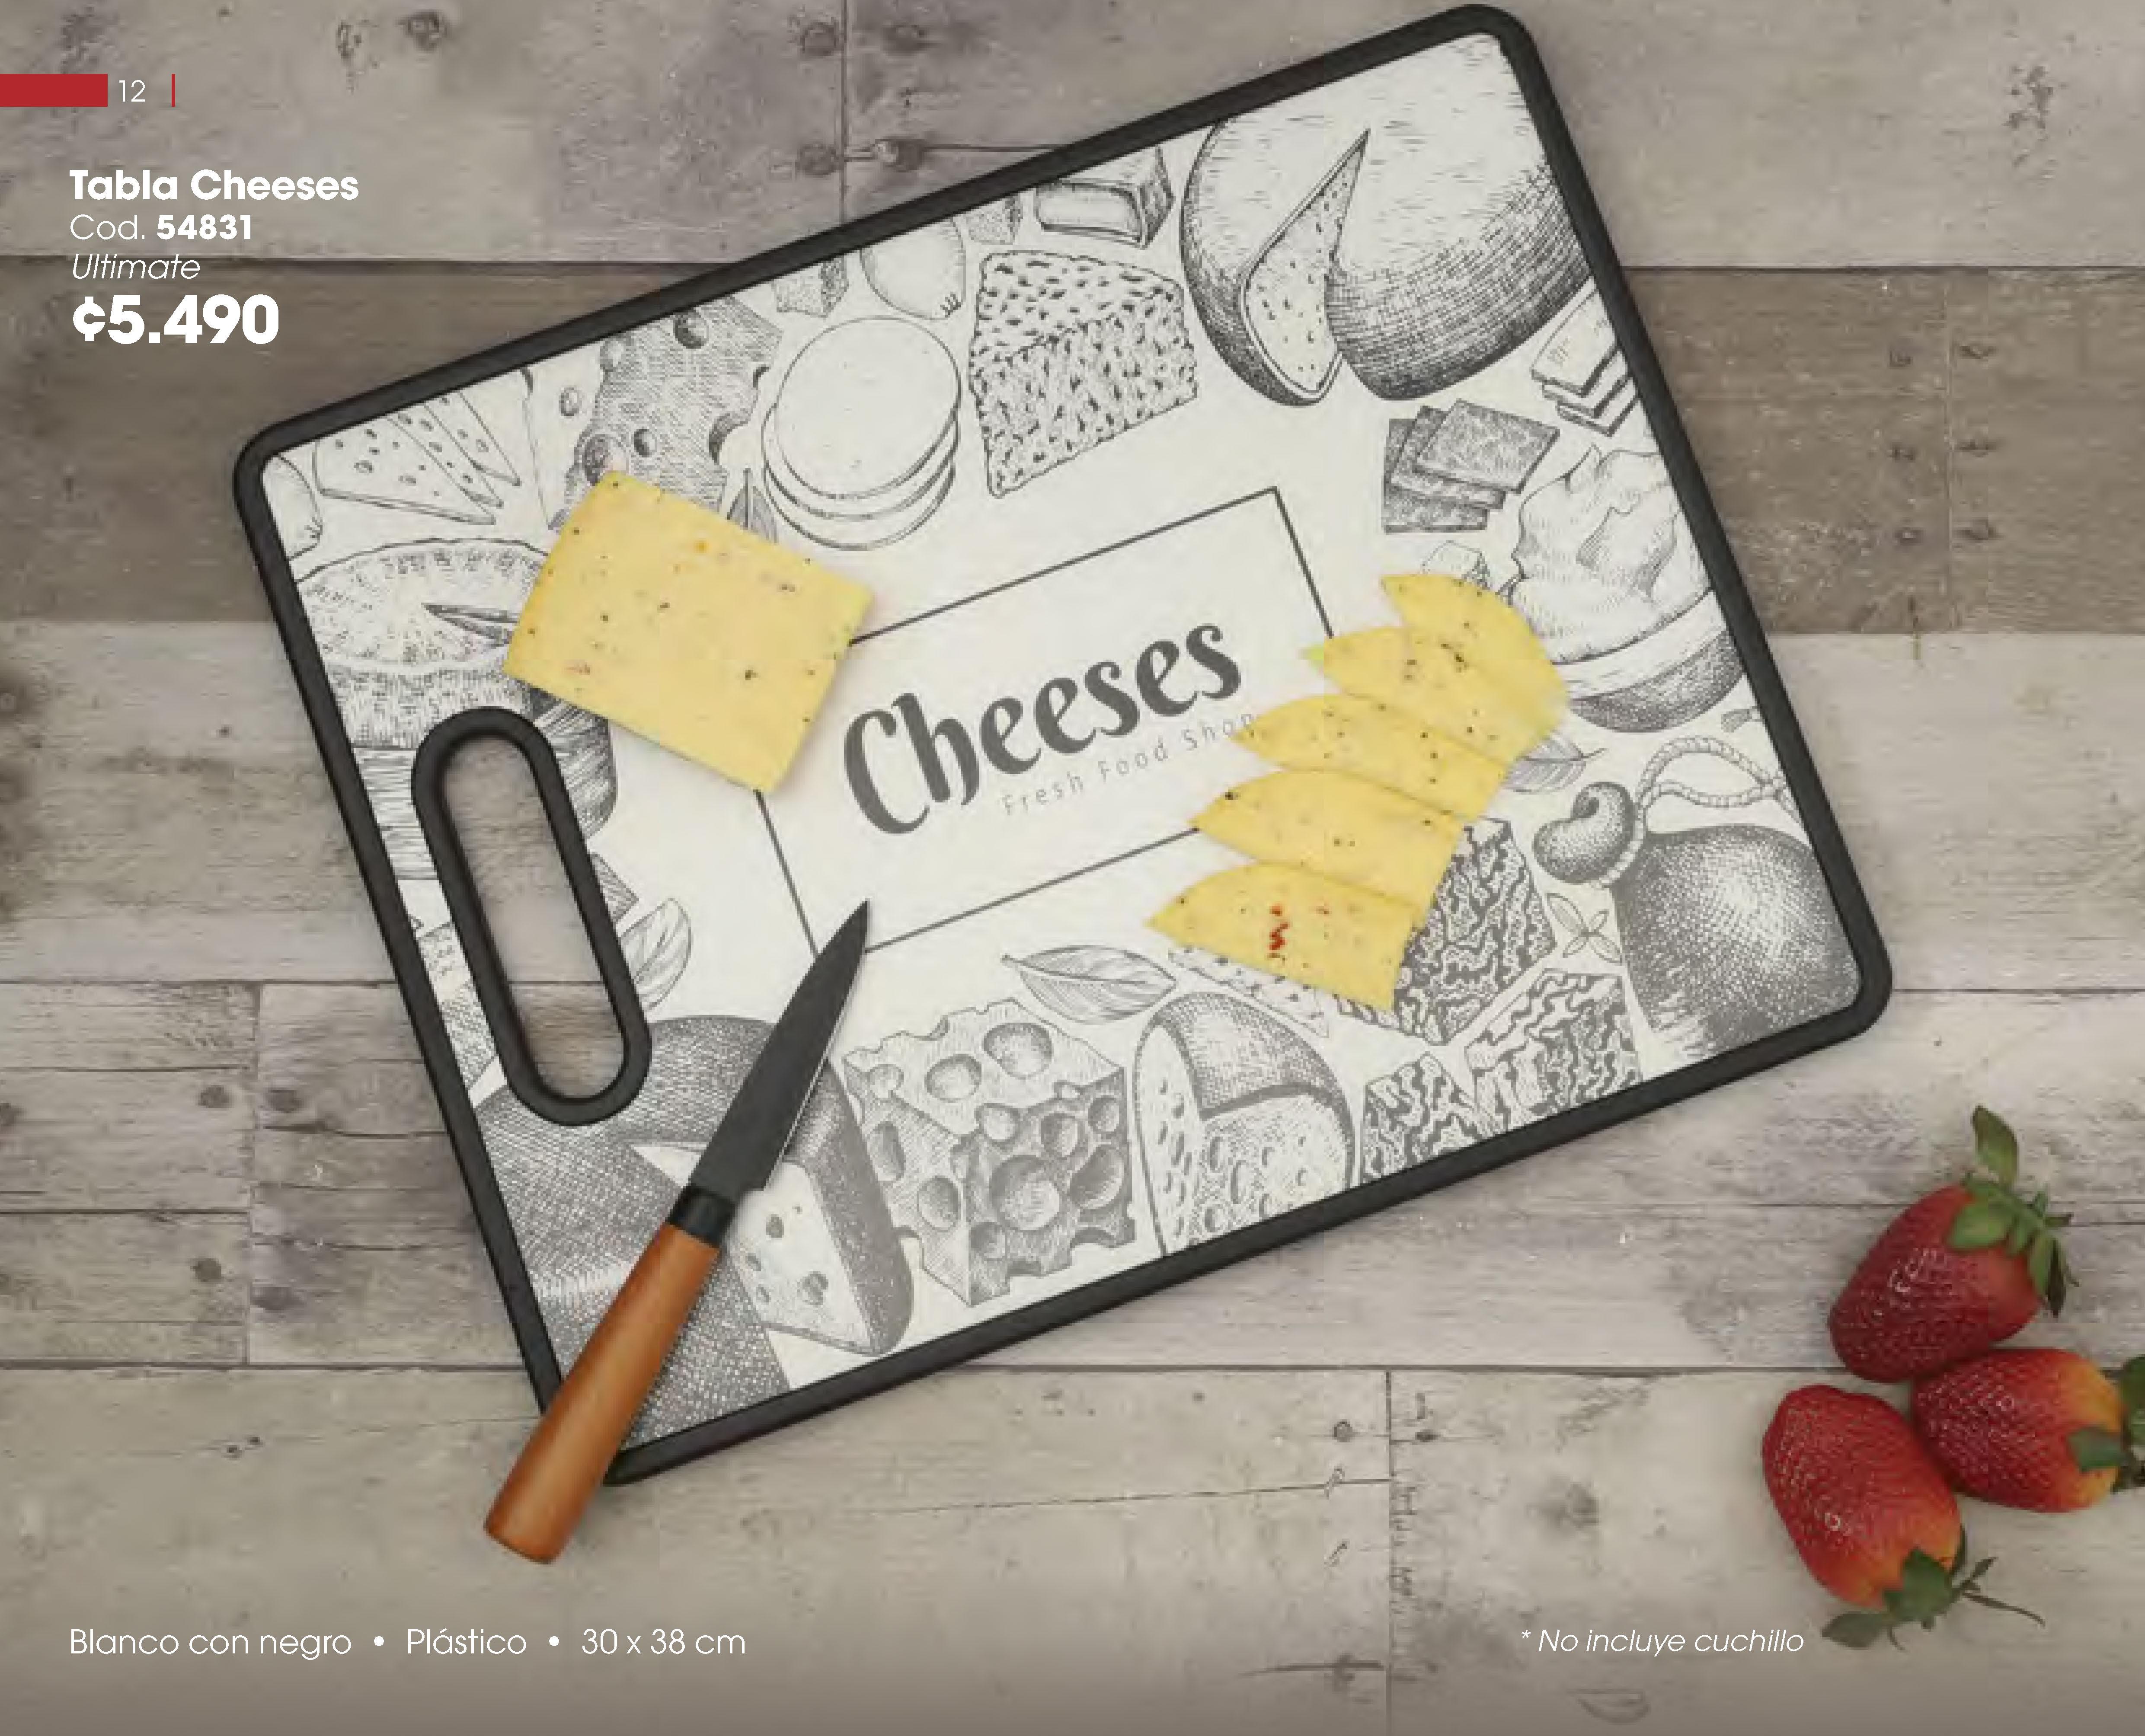 12
Tabla Cheeses
Cod. 54831
Ultimate
¢5.490
Cheeses
Fresh Food Shop
Blanco con negro • Plástico • 30 x 38 cm
* No incluye cuchillo